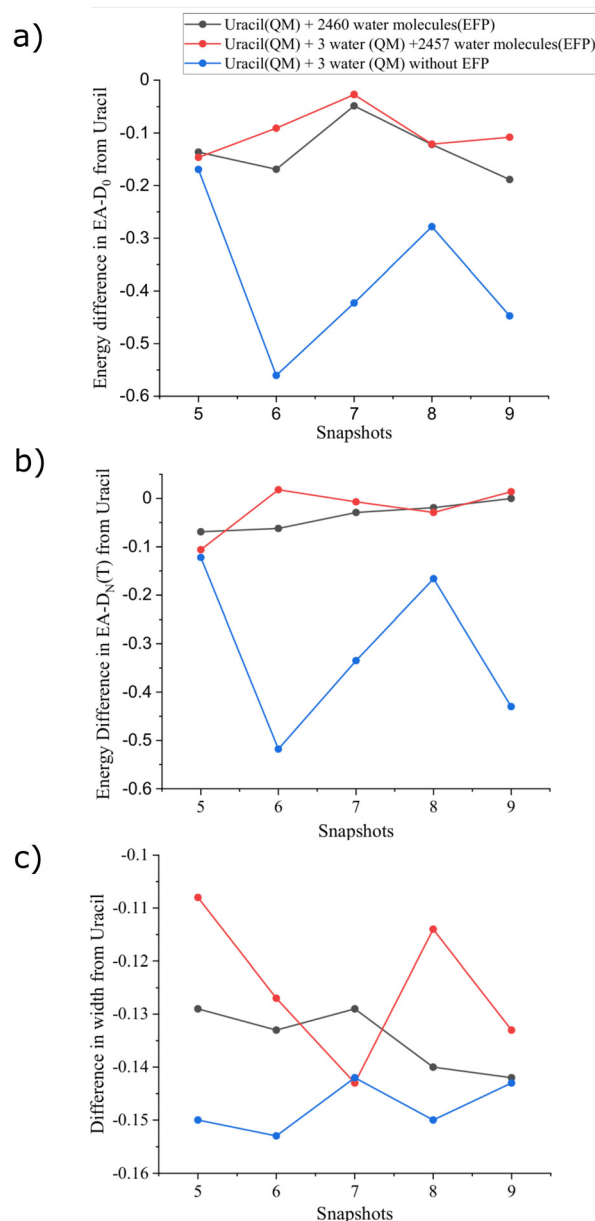 a)
Uracil(QM) + 2460 water molecules(EFP)
Uracil(QM) + 3 water (QM) +2457 water molecules(EFP)
Uracil(QM) + 3 water (QM) without EFP
Energy difference in EA-D0 from Uracil
0
-0.1
-0.2
-0.3
-0.4
-0.5
-0.6
5 6 7 8 9
Snapshots
b)
Energy Difference in EA-DN(T) from Uracil
0
-0.1
-0.2
-0.3
-0.4
-0.5
-0.6
5 6 7 8 9
Snapshots
c)
Difference in width from Uracil
-0.1
-0.11
-0.12
-0.13
-0.14
-0.15
-0.16
5 6 7 8 9
Snapshots